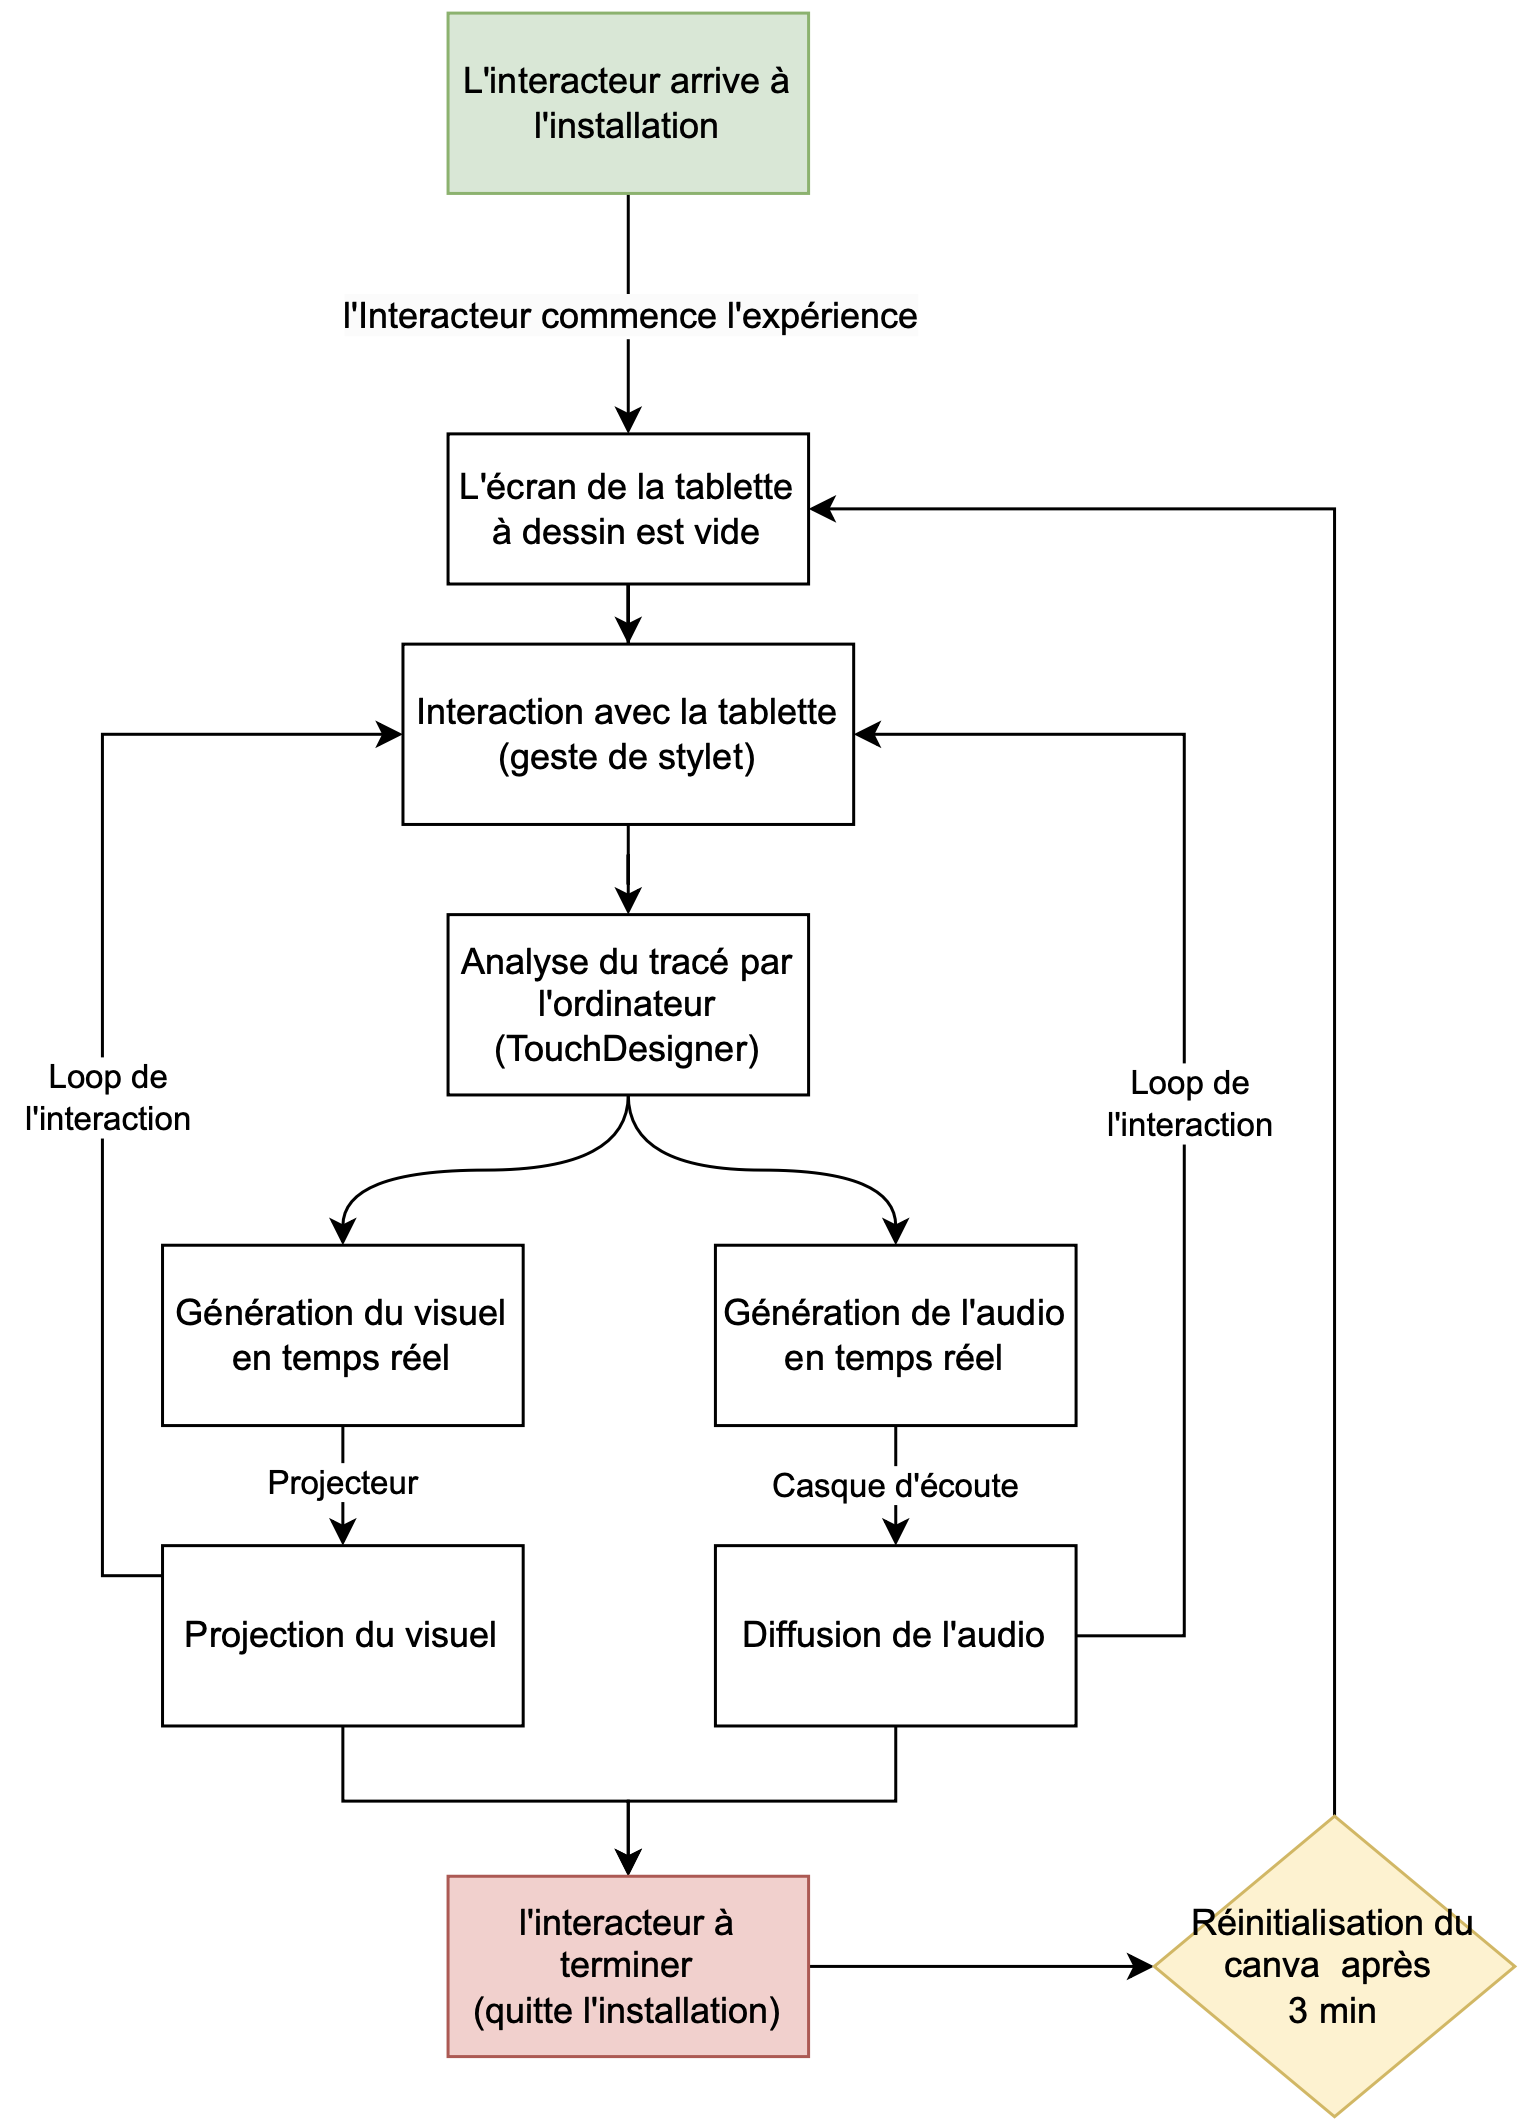 L'interacteur arrive à
l'installation
l'Interacteur commence l'expérience
L'écran de la tablette
à dessin est vide
Interaction avec la tablette
(geste de stylet)
Analyse du tracé par
l'ordinateur
(TouchDesigner)
Loop de
l'interaction
Loop de
l'interaction
Génération du visuel
en temps réel
Génération de l'audio
en temps réel
Projecteur
Casque d'écoute
Projection du visuel
Diffusion de l'audio
l'interacteur à
terminer
(quitte l'installation)
Réinitialisation du
canva  après
3 min